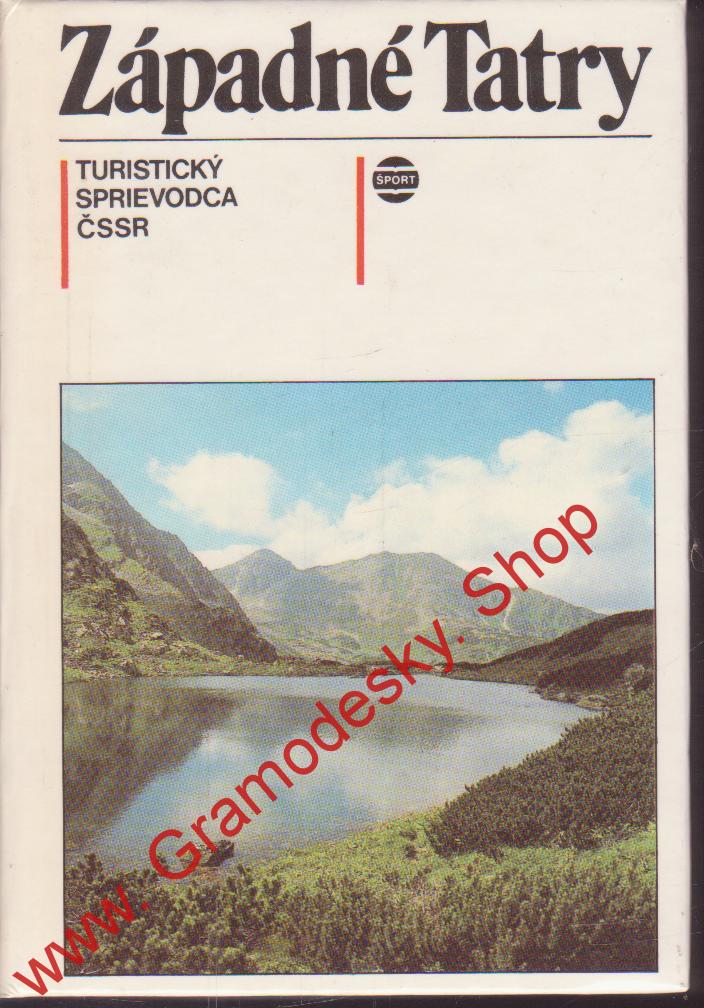 Západné Tatry
TURISTICKÝ
SPRIEVODCA
ČSSR
ŠPORT
www. Gramodesky. Shop